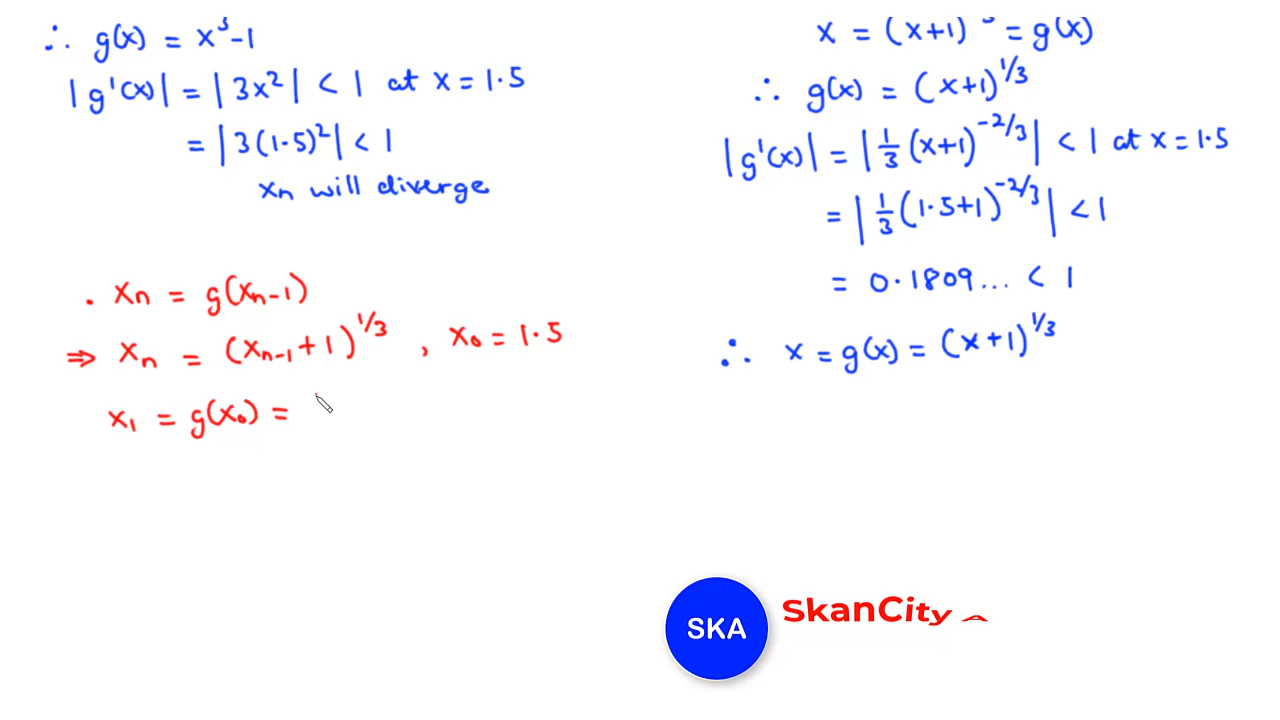 ∴ g(x) = x³-1
|g'(x)| = |3x²| < 1 at x = 1.5
= |3(1.5)²| < 1
xn will diverge
. xn = g(xn-1)
⇒ xn = (xn-1+1)^1/3 , x0 = 1.5
x1 = g(x0) =
x = (x+1) = g(x)
∴ g(x) = (x+1)^1/3
|g'(x)| = |1/3 (x+1)^-2/3| < 1 at x = 1.5
= |1/3 (1.5+1)^-2/3| < 1
= 0.1809... < 1
∴ x = g(x) = (x+1)^1/3
SKA
SkanCity